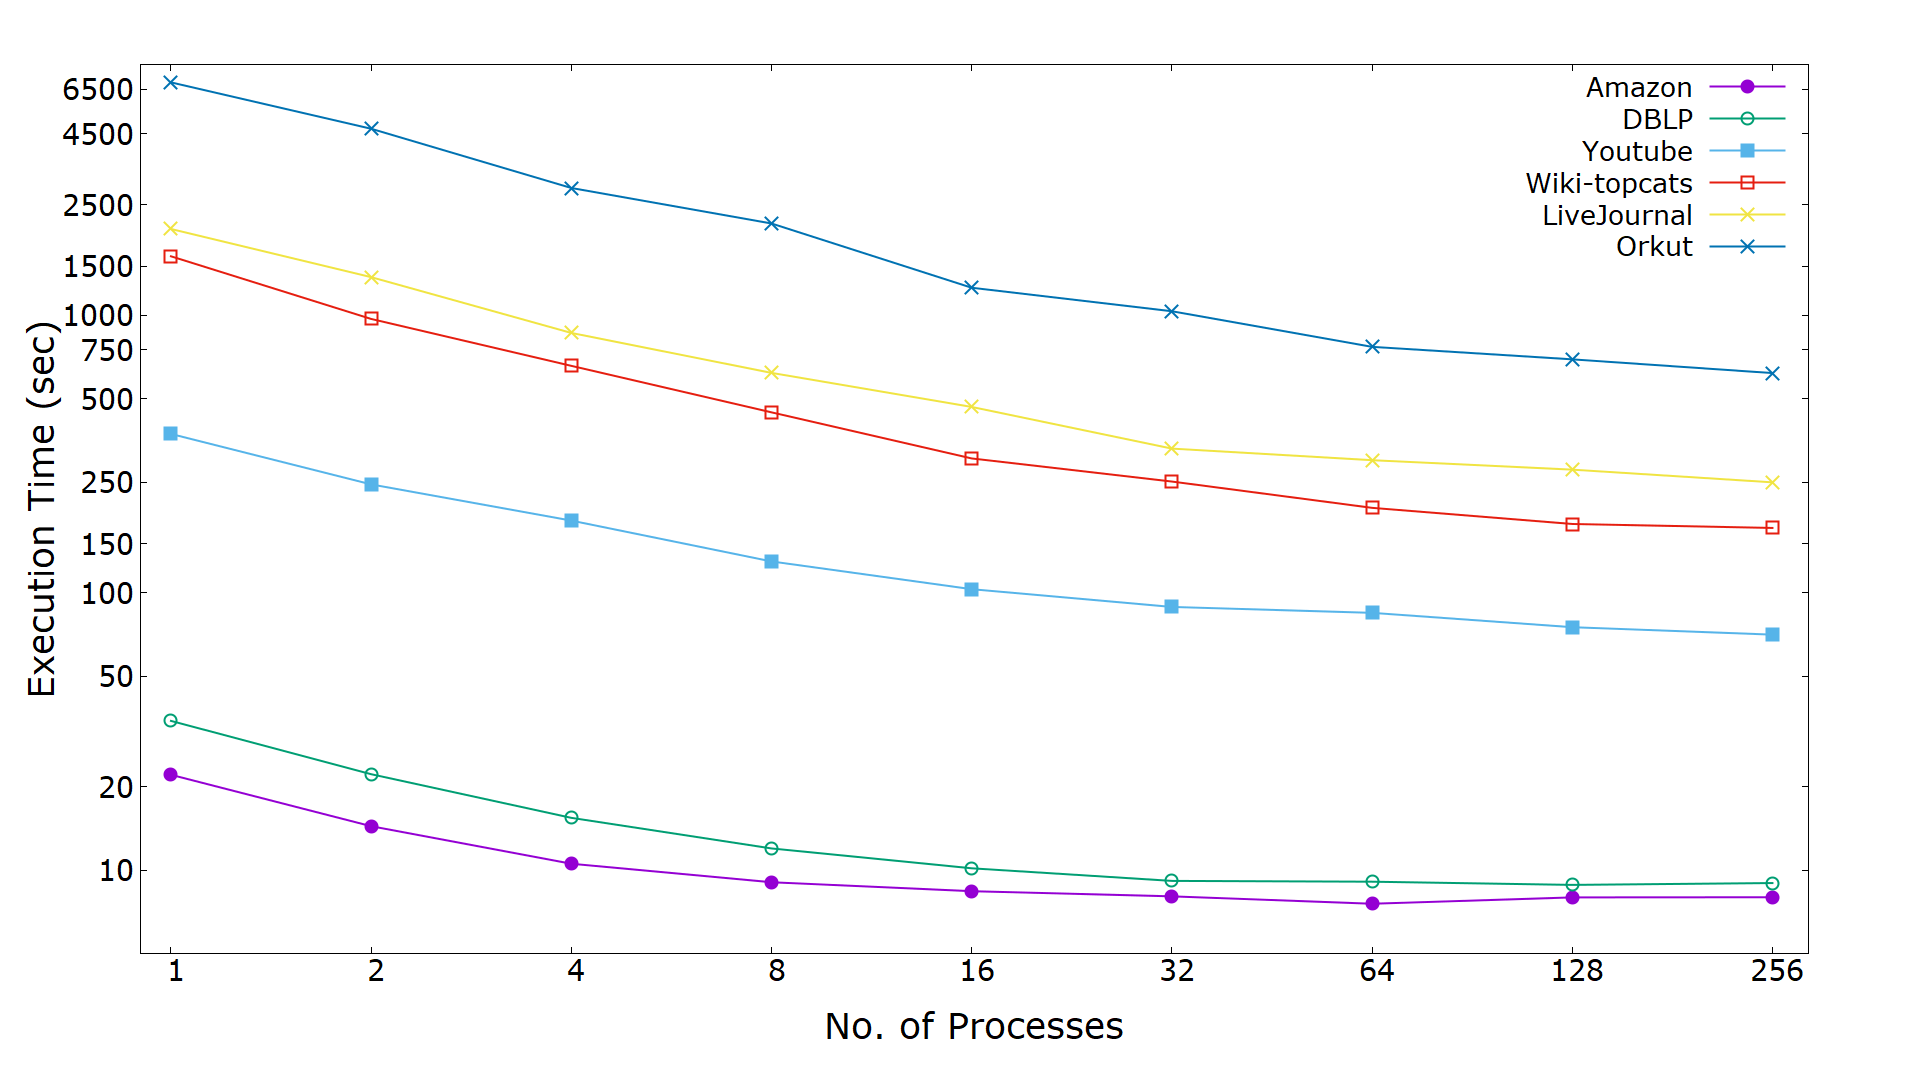 6500
4500
2500
1500
1000
750
500
250
150
100
50
20
10
Execution Time (sec)
Amazon
DBLP
Youtube
Wiki-topcats
LiveJournal
Orkut
1 2 4 8 16 32 64 128 256
No. of Processes